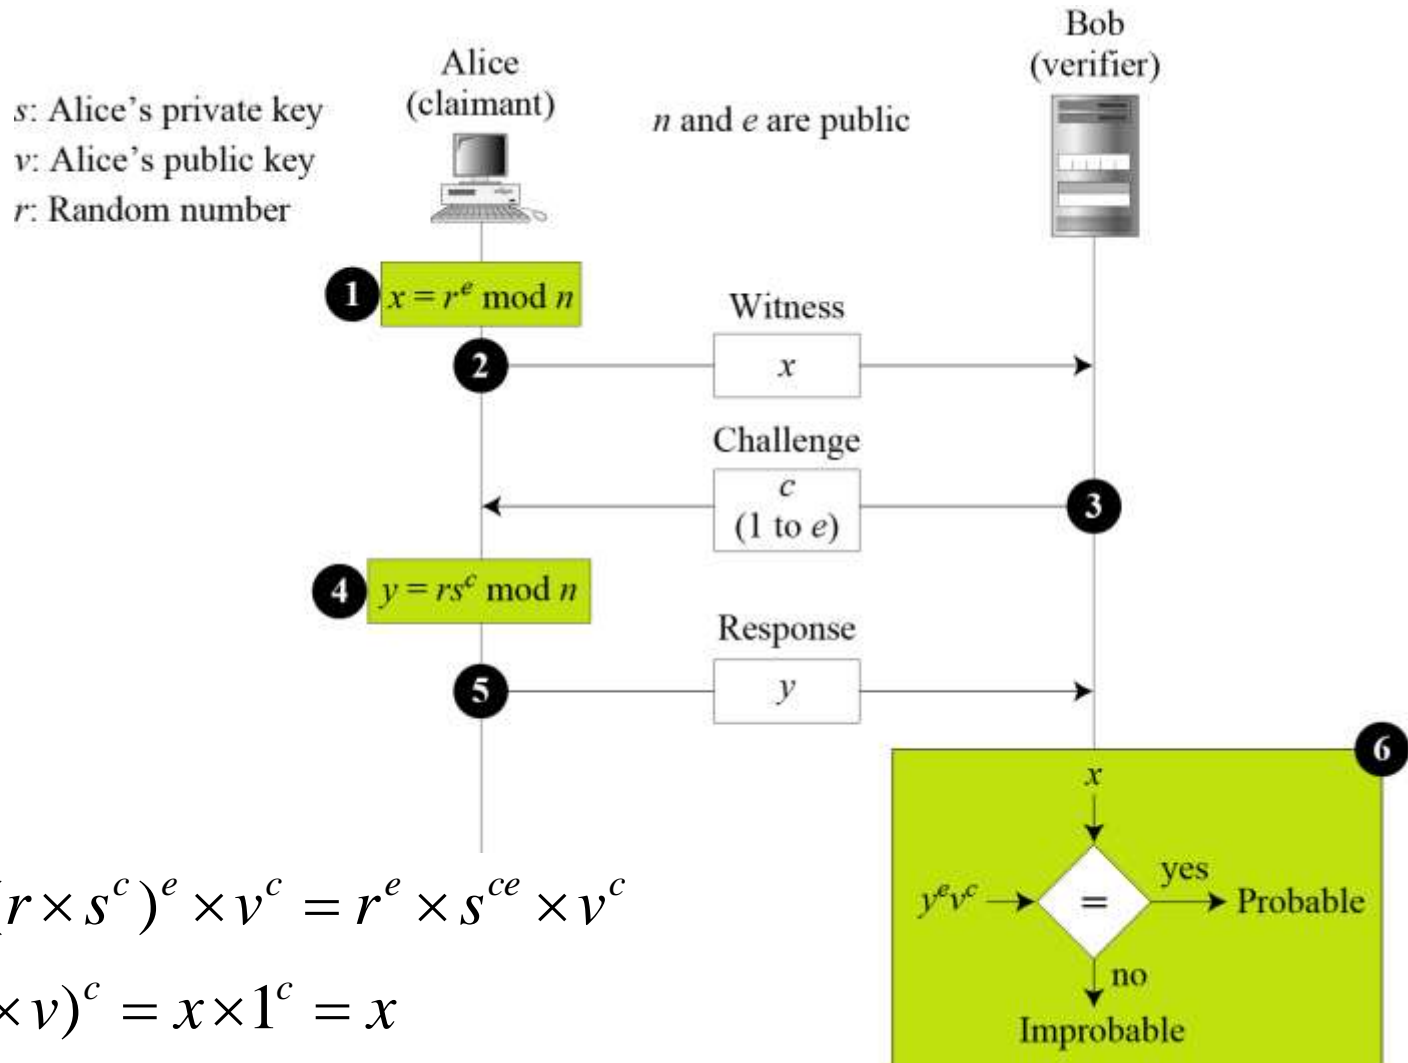 Alice
(claimant)
Bob
(verifier)
s: Alice's private key
v: Alice's public key
r: Random number
n and e are public
1 x = r^e mod n
Witness
2 x
Challenge
c
(1 to e)
3
4 y = rs^c mod n
Response
5 y
6
x
y^e v^c = yes Probable
no
Improbable
r × s^c)^e × v^c = r^e × s^{ce} × v^c
× v)^c = x × 1^c = x